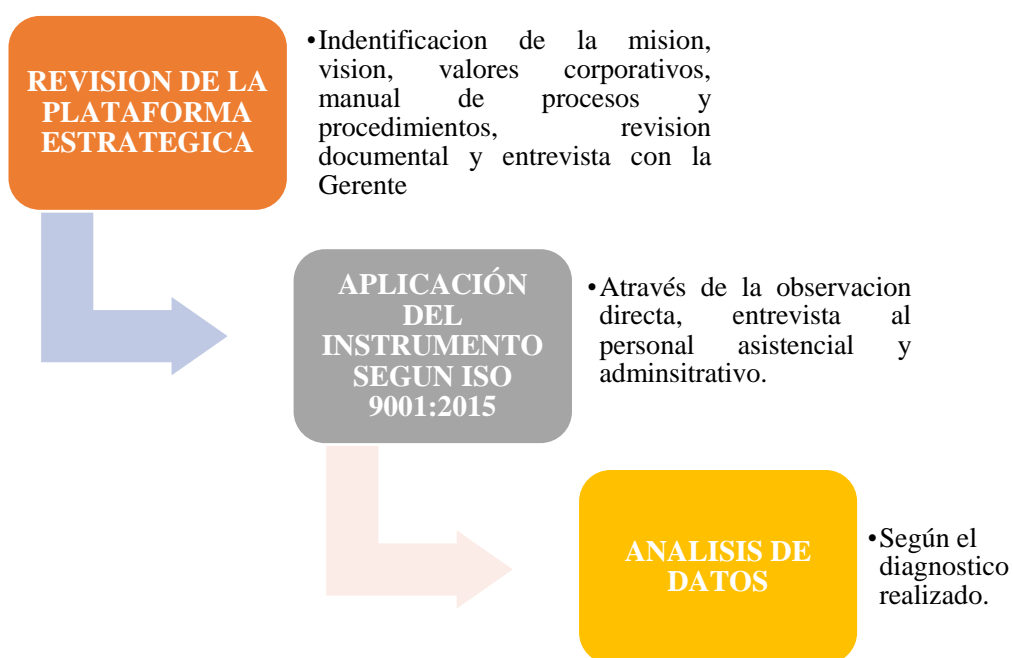 REVISION DE LA
PLATAFORMA
ESTRATEGICA
•Indentificacion de la mision,
vision, valores corporativos,
manual de procesos y
procedimientos, revision
documental y entrevista con la
Gerente
APLICACIÓN
DEL
INSTRUMENTO
SEGUN ISO
9001:2015
•Através de la observacion
directa, entrevista al
personal asistencial y
adminsitrativo.
ANALISIS DE
DATOS
•Según el
diagnostico
realizado.